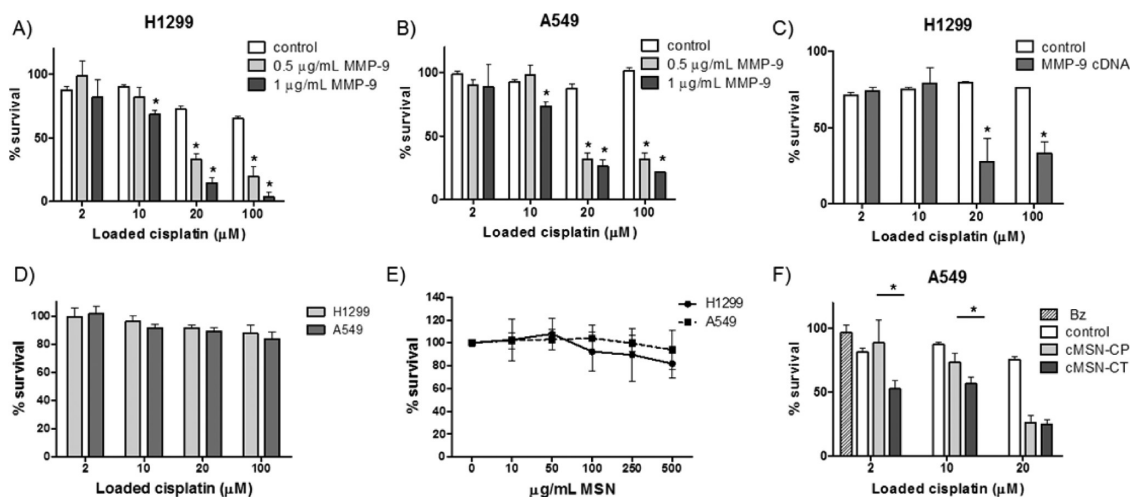 A)
H1299
control
0.5 μg/mL MMP-9
1 μg/mL MMP-9
100
50
0
% survival
* * * * *
2 10 20 100
Loaded cisplatin (μM)
B)
A549
control
0.5 μg/mL MMP-9
1 μg/mL MMP-9
100
50
0
% survival
* * * * *
2 10 20 100
Loaded cisplatin (μM)
C)
H1299
control
MMP-9 cDNA
100
50
0
% survival
* *
2 10 20 100
Loaded cisplatin (μM)
D)
H1299
A549
100
80
60
40
20
0
% survival
2 10 20 100
Loaded cisplatin (μM)
E)
H1299
A549
140
120
100
80
60
40
20
0
% survival
0 10 50 100 250 500
μg/mL MSN
F)
A549
Bz
control
cMSN-CP
cMSN-CT
100
50
0
% survival
* *
2 10 20
Loaded cisplatin (μM)